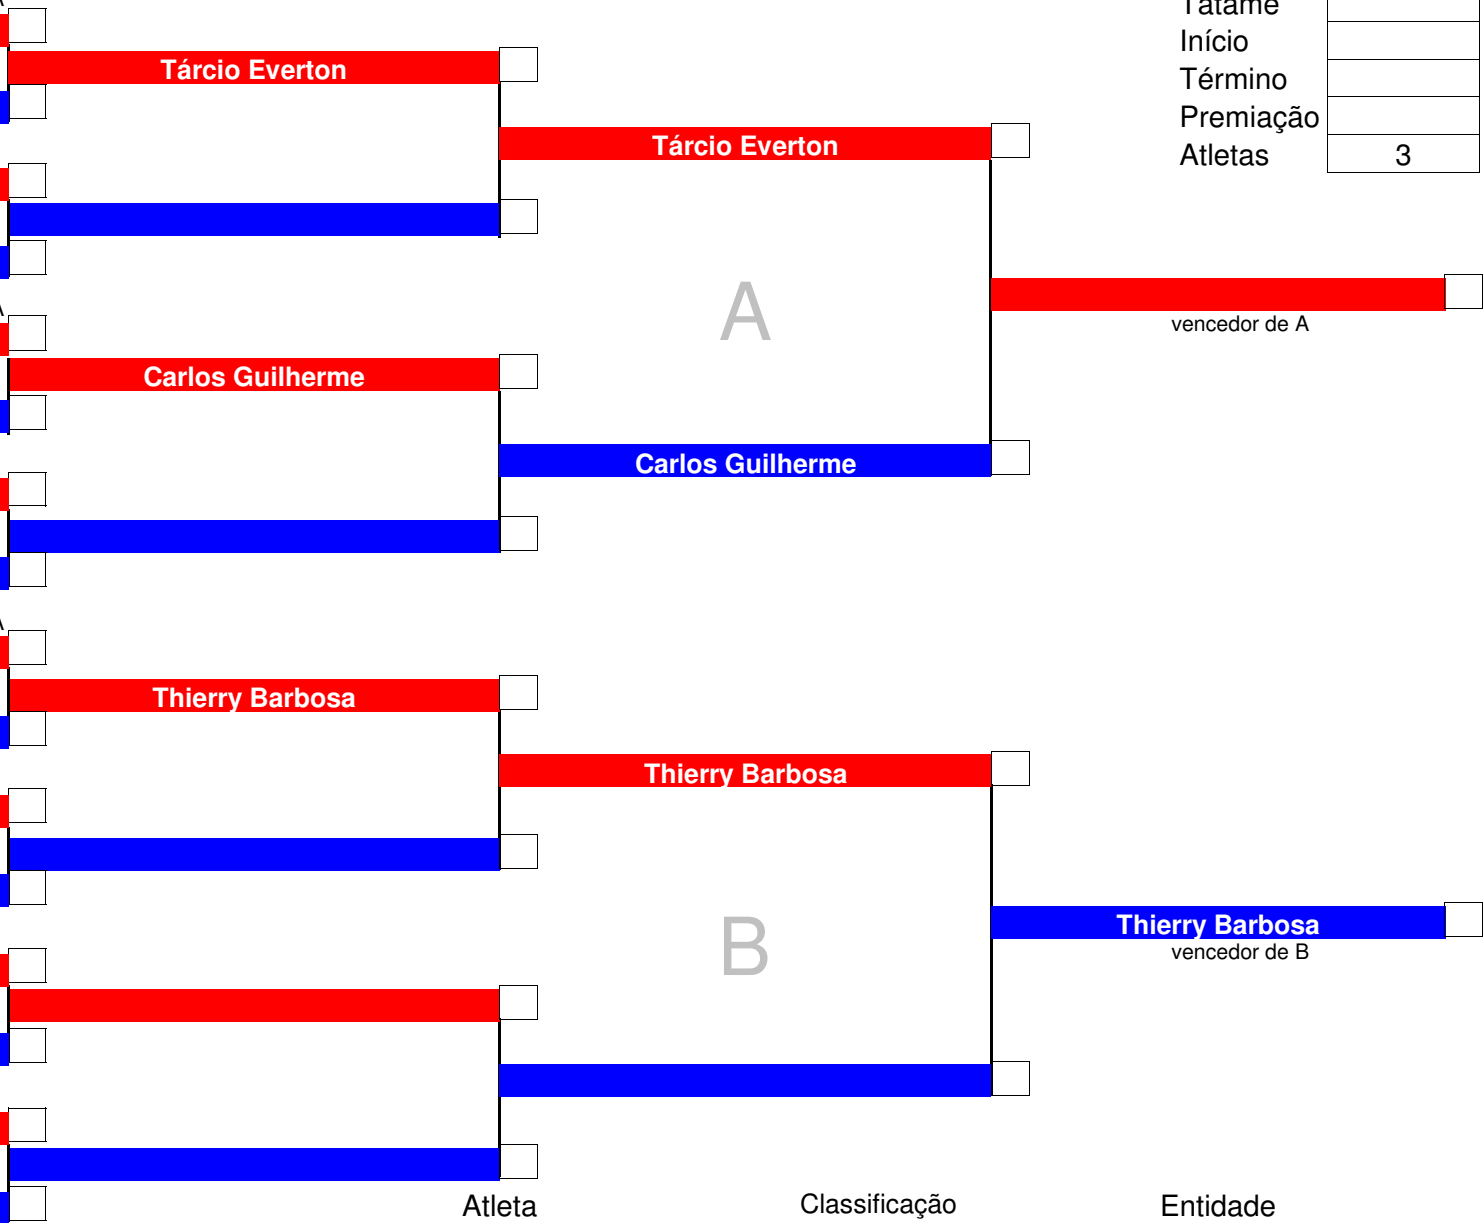 Tatame
Início
Tárcio Everton
Término
Premiação
Tárcio Everton
Atletas 3
A
vencedor de A
Carlos Guilherme
Carlos Guilherme
Thierry Barbosa
Thierry Barbosa
B
Thierry Barbosa
vencedor de B
Atleta Classificação Entidade